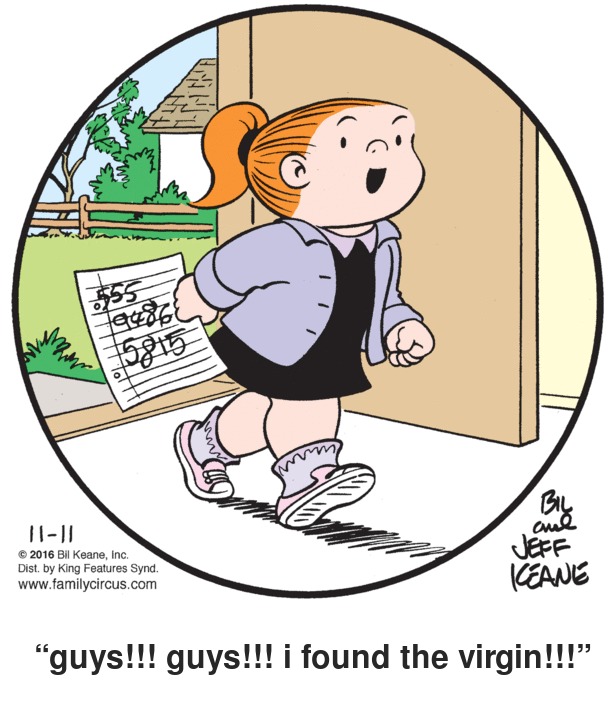 555
9486
5815
11-11
© 2016 Bil Keane, Inc.
Dist. by King Features Synd.
www.familycircus.com
BIL
and
JEFF
KEANE
“guys!!! guys!!! i found the virgin!!!”